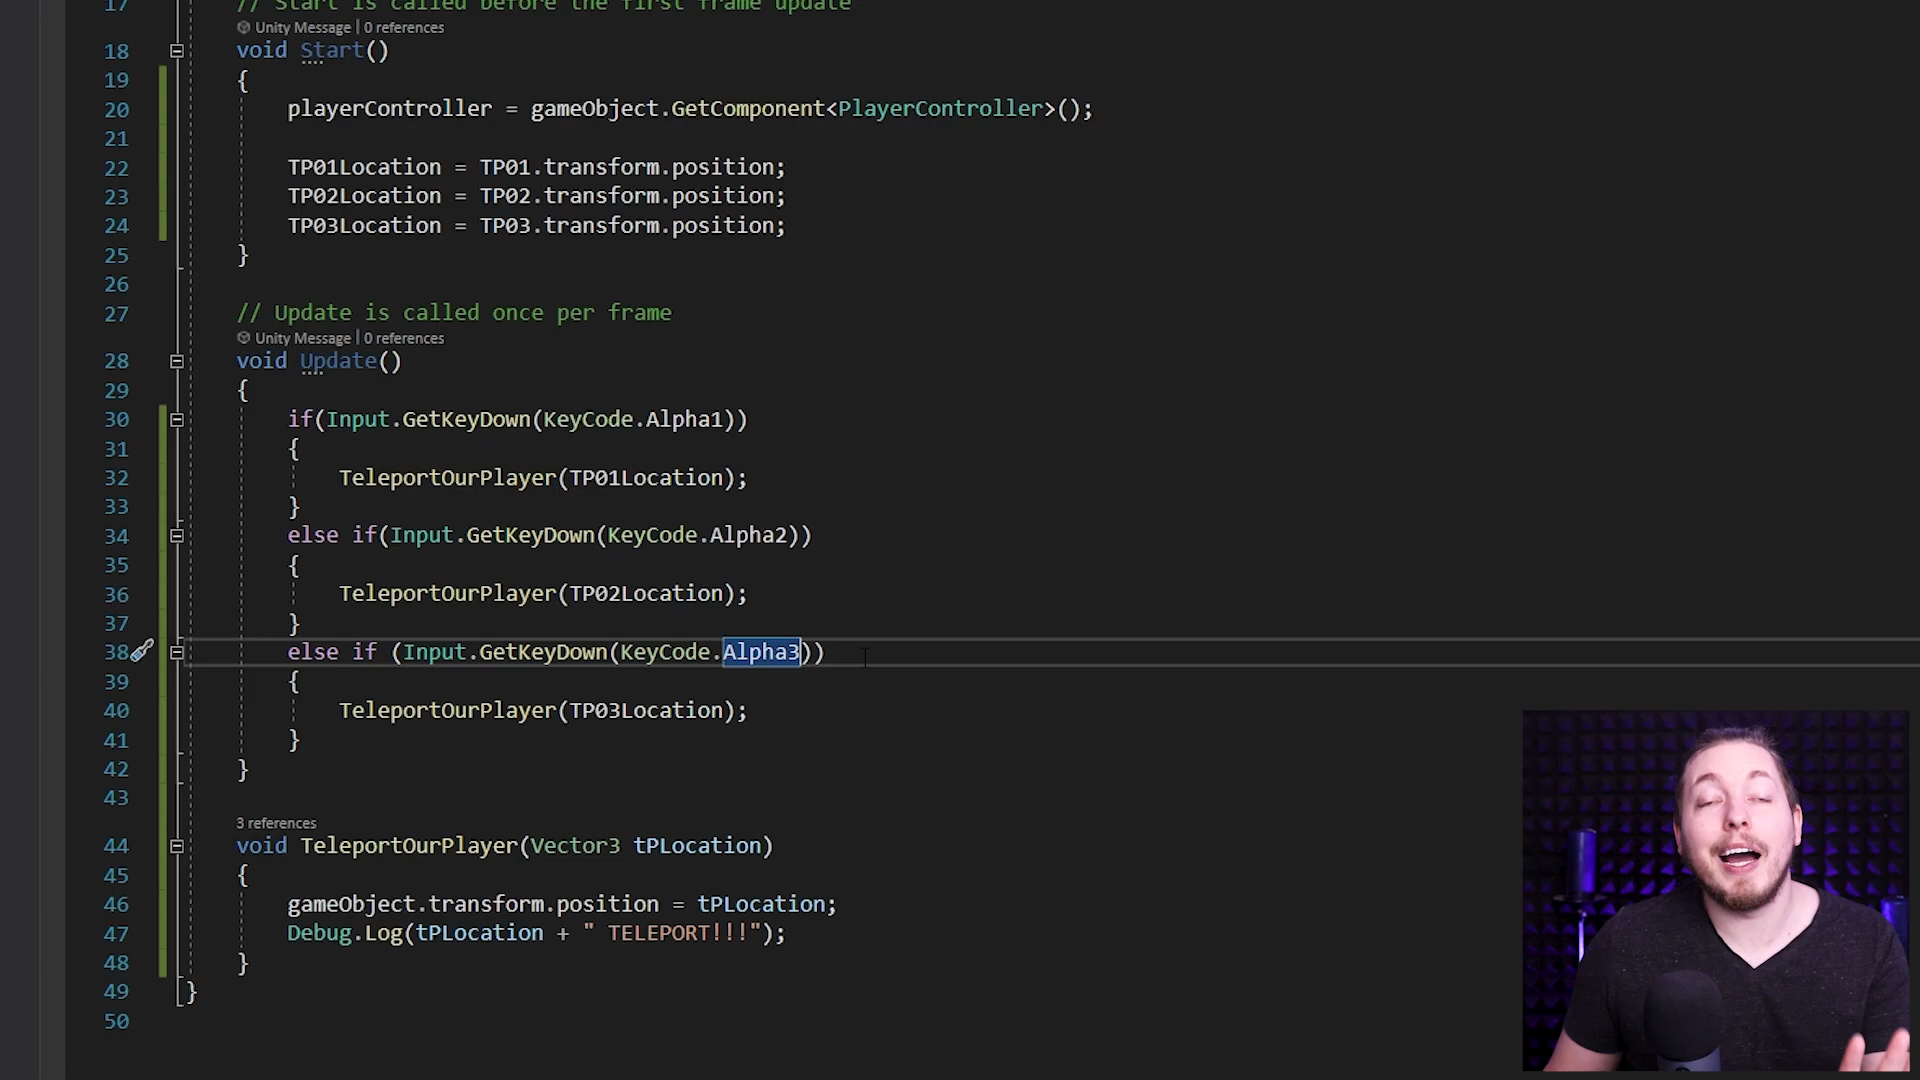 17 // Start is called before the first frame update
Unity Message | 0 references
18 void Start()
19 {
20 playerController = gameObject.GetComponent<PlayerController>();
21
22 TP01Location = TP01.transform.position;
23 TP02Location = TP02.transform.position;
24 TP03Location = TP03.transform.position;
25 }
26
27 // Update is called once per frame
Unity Message | 0 references
28 void Update()
29 {
30 if(Input.GetKeyDown(KeyCode.Alpha1))
31 {
32 TeleportOurPlayer(TP01Location);
33 }
34 else if(Input.GetKeyDown(KeyCode.Alpha2))
35 {
36 TeleportOurPlayer(TP02Location);
37 }
38 else if (Input.GetKeyDown(KeyCode.Alpha3))
39 {
40 TeleportOurPlayer(TP03Location);
41 }
42 }
43
3 references
44 void TeleportOurPlayer(Vector3 tPLocation)
45 {
46 gameObject.transform.position = tPLocation;
47 Debug.Log(tPLocation + " TELEPORT!!!");
48 }
49 }
50